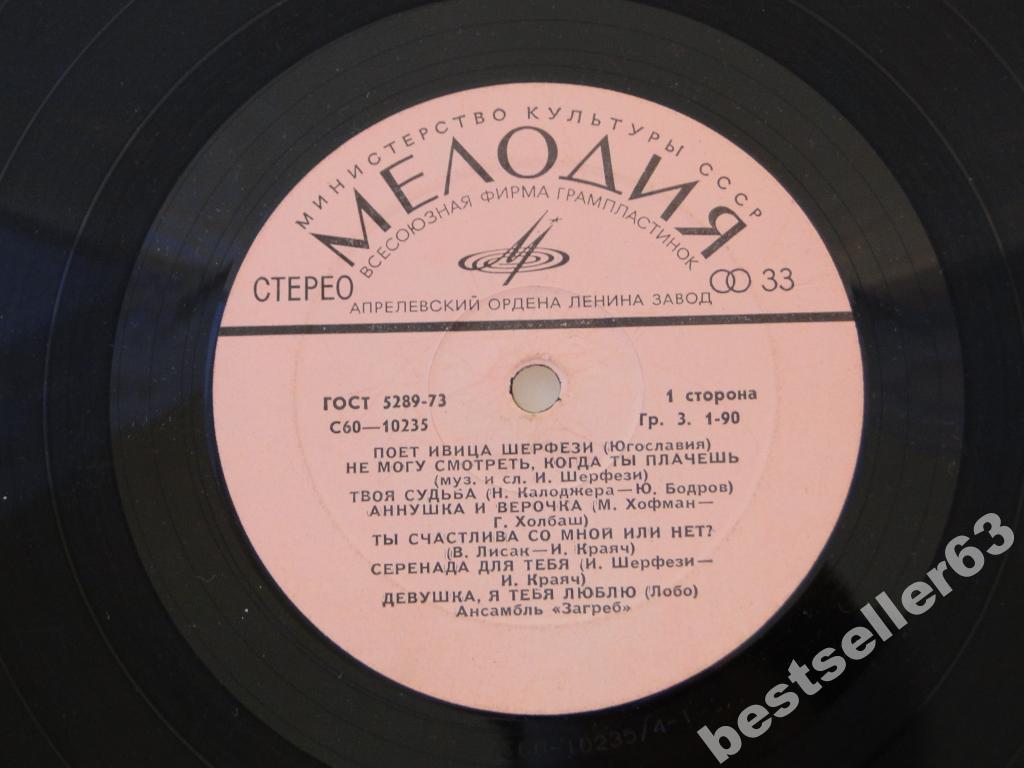 МИНИСТЕРСТВО КУЛЬТУРЫ СССР
МЕЛОДИЯ
ВСЕСОЮЗНАЯ ФИРМА ГРАМПЛАСТИНОК
СТЕРЕО
33
АПРЕЛЕВСКИЙ ОРДЕНА ЛЕНИНА ЗАВОД
ГОСТ 5289-73
1 сторона
С60—10235
Гр. 3. 1-90
ПОЕТ ИВИЦА ШЕРФЕЗИ (Югославия)
НЕ МОГУ СМОТРЕТЬ, КОГДА ТЫ ПЛАЧЕШЬ
(муз. и сл. И. Шерфези)
ТВОЯ СУДЬБА (Н. Калоджера—Ю. Бодров)
АННУШКА И ВЕРОЧКА (М. Хофман—
Г. Холбаш)
ТЫ СЧАСТЛИВА СО МНОЙ ИЛИ НЕТ?
(В. Лисак—И. Краяч)
СЕРЕНАДА ДЛЯ ТЕБЯ (И. Шерфези—
И. Краяч)
ДЕВУШКА, Я ТЕБЯ ЛЮБЛЮ (Лобо)
Ансамбль «Загреб»
bestseller63